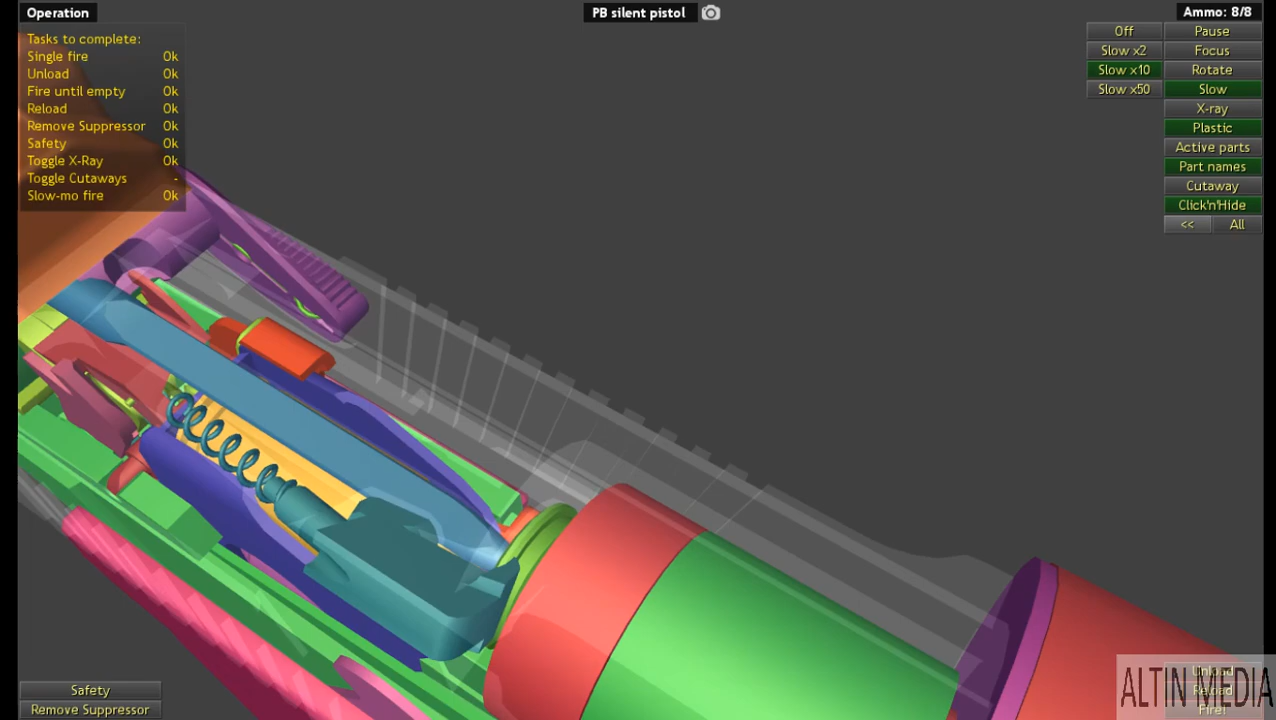 Operation
PB silent pistol
Ammo: 8/8
Tasks to complete:
Single fire Ok
Unload Ok
Fire until empty Ok
Reload Ok
Remove Suppressor Ok
Safety Ok
Toggle X-Ray Ok
Toggle Cutaways -
Slow-mo fire Ok
Off Pause
Slow x2 Focus
Slow x10 Rotate
Slow x50 Slow
X-ray
Plastic
Active parts
Part names
Cutaway
Click'n'Hide
<< All
Safety
Remove Suppressor
Unload
Reload
Fire!
ALTIN MEDIA